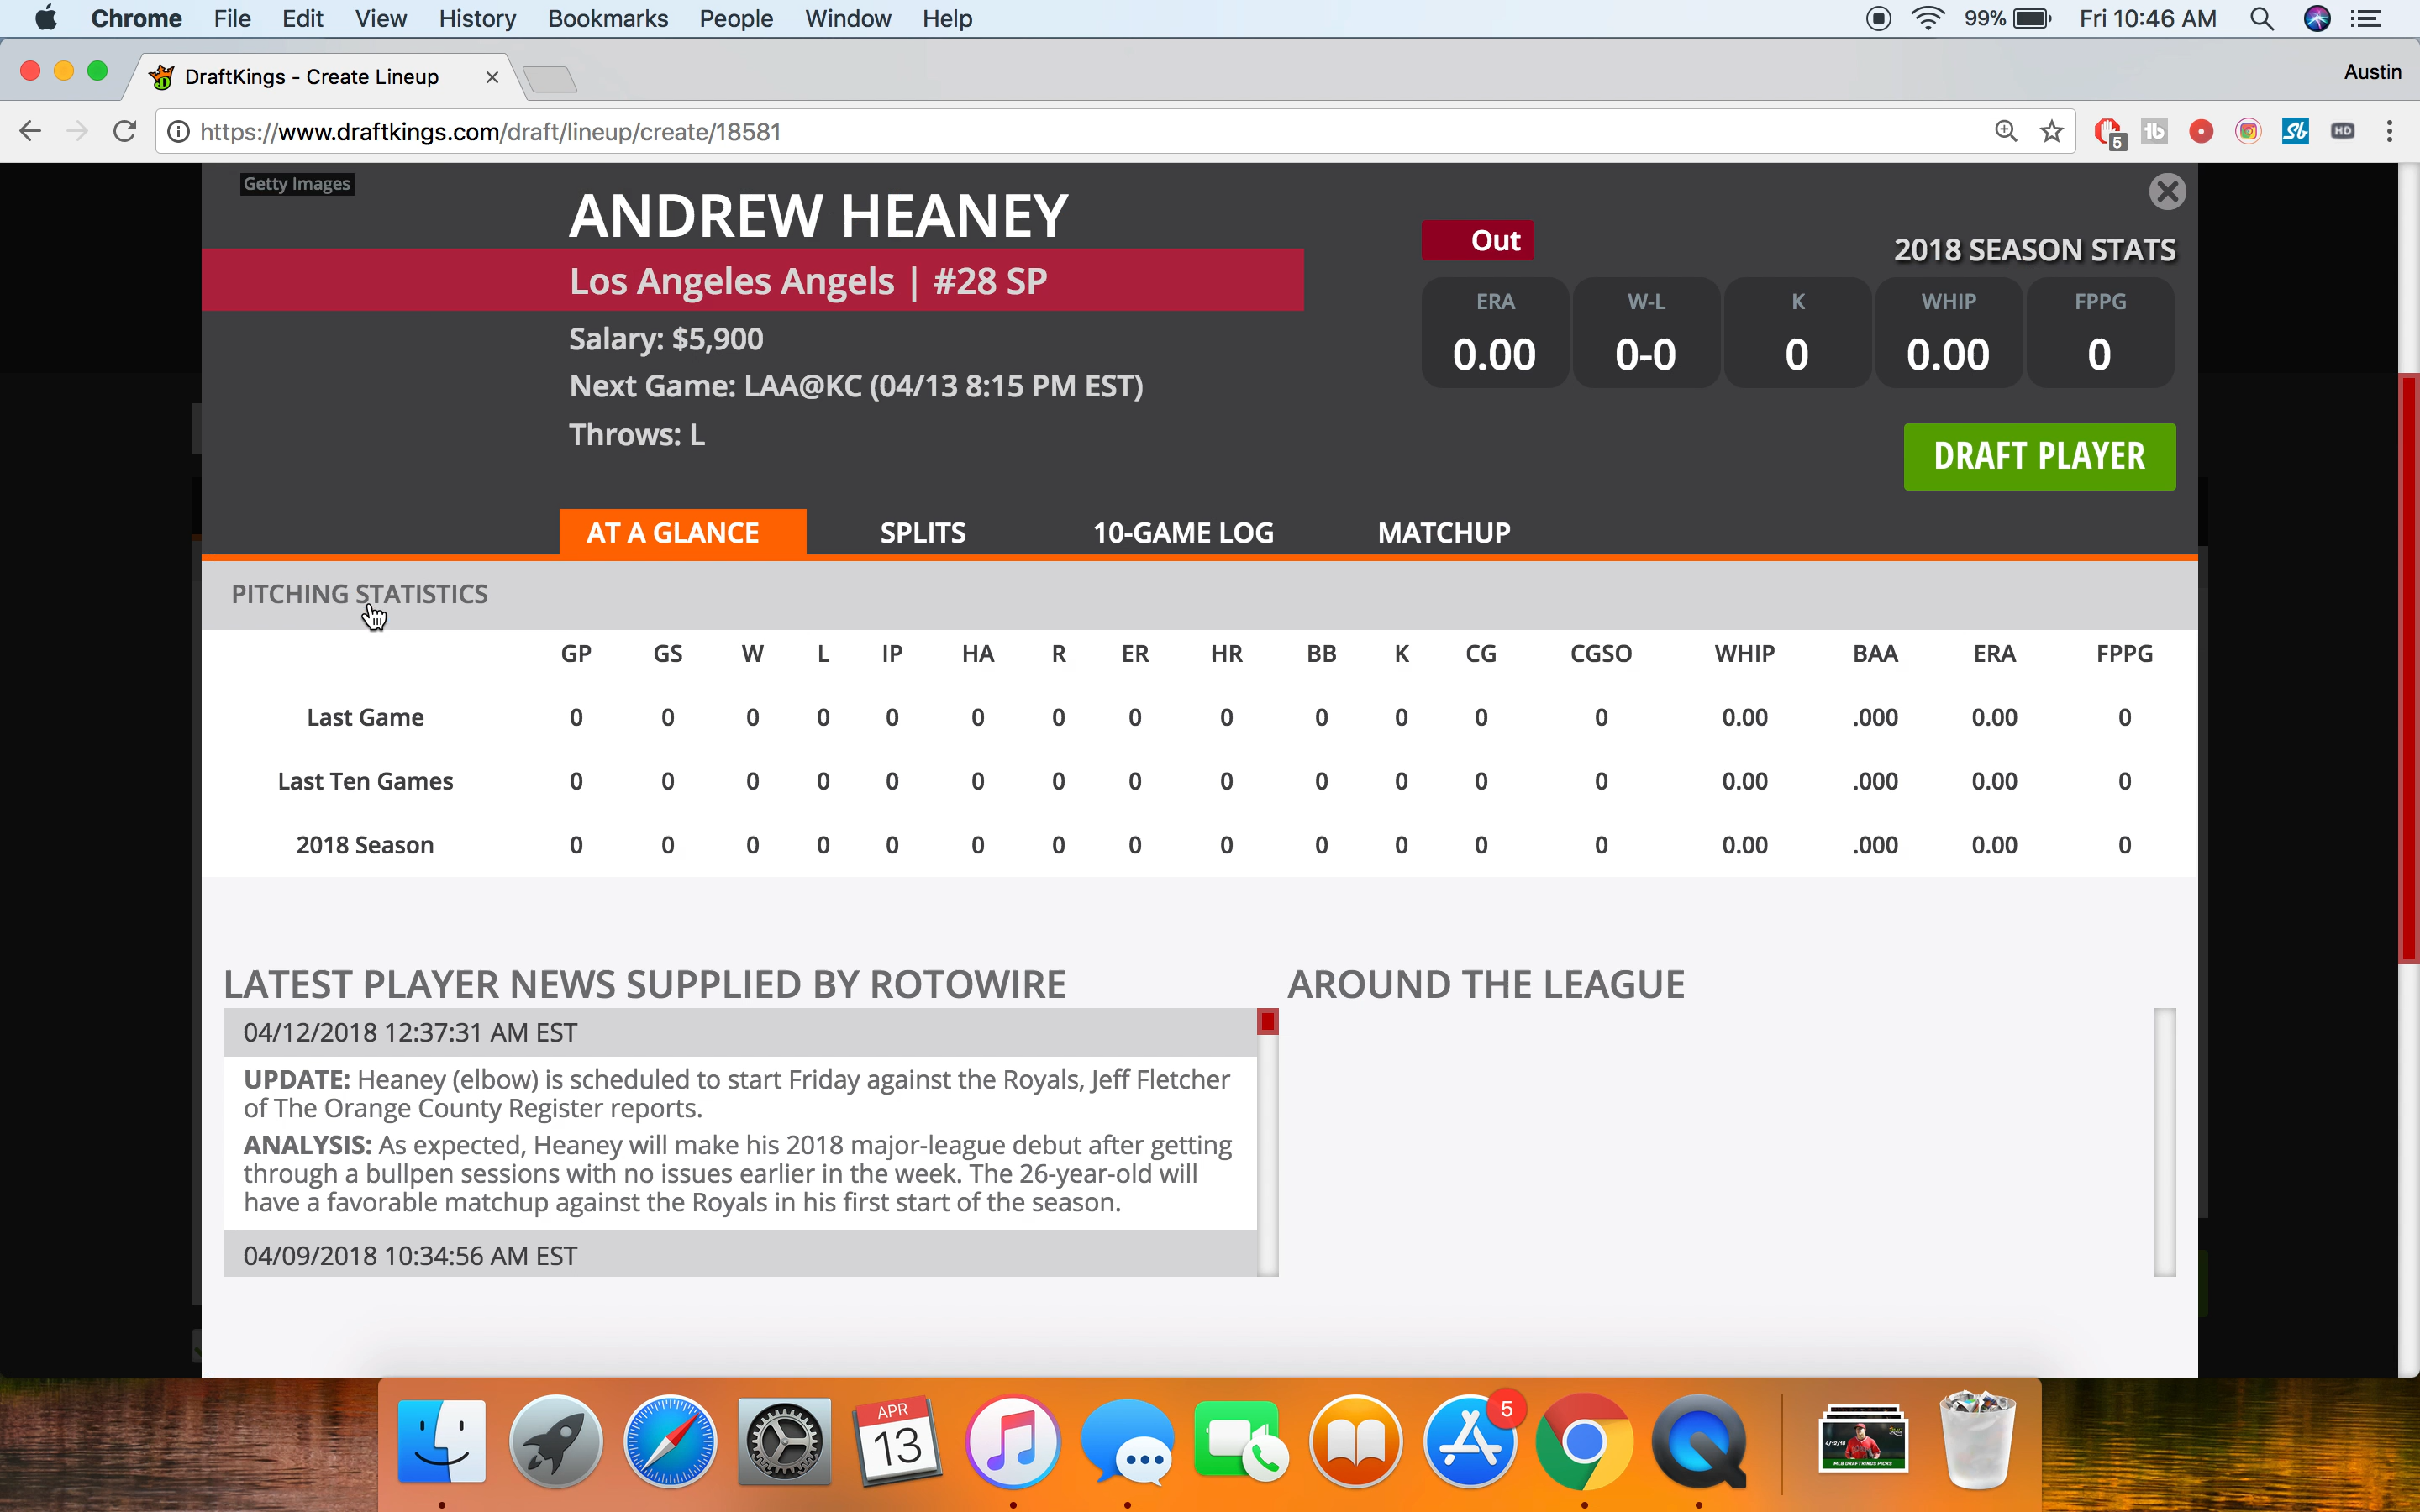 Chrome File Edit View History Bookmarks People Window Help 99% Fri 10:46 AM
DraftKings - Create Lineup Austin
https://www.draftkings.com/draft/lineup/create/18581 5 HD
Getty Images
ANDREW HEANEY
Los Angeles Angels | #28 SP
Salary: $5,900
Next Game: LAA@KC (04/13 8:15 PM EST)
Throws: L
Out
2018 SEASON STATS
ERA W-L K WHIP FPPG
0.00 0-0 0 0.00 0
DRAFT PLAYER
AT A GLANCE SPLITS 10-GAME LOG MATCHUP
PITCHING STATISTICS
GP GS W L IP HA R ER HR BB K CG CGSO WHIP BAA ERA FPPG
Last Game 0 0 0 0 0 0 0 0 0 0 0 0 0 0.00 .000 0.00 0
Last Ten Games 0 0 0 0 0 0 0 0 0 0 0 0 0 0.00 .000 0.00 0
2018 Season 0 0 0 0 0 0 0 0 0 0 0 0 0 0.00 .000 0.00 0
LATEST PLAYER NEWS SUPPLIED BY ROTOWIRE
04/12/2018 12:37:31 AM EST
UPDATE: Heaney (elbow) is scheduled to start Friday against the Royals, Jeff Fletcher
of The Orange County Register reports.
ANALYSIS: As expected, Heaney will make his 2018 major-league debut after getting
through a bullpen sessions with no issues earlier in the week. The 26-year-old will
have a favorable matchup against the Royals in his first start of the season.
04/09/2018 10:34:56 AM EST
AROUND THE LEAGUE
APR
13
5
4/13/18
MLB DRAFTKINGS PICKS